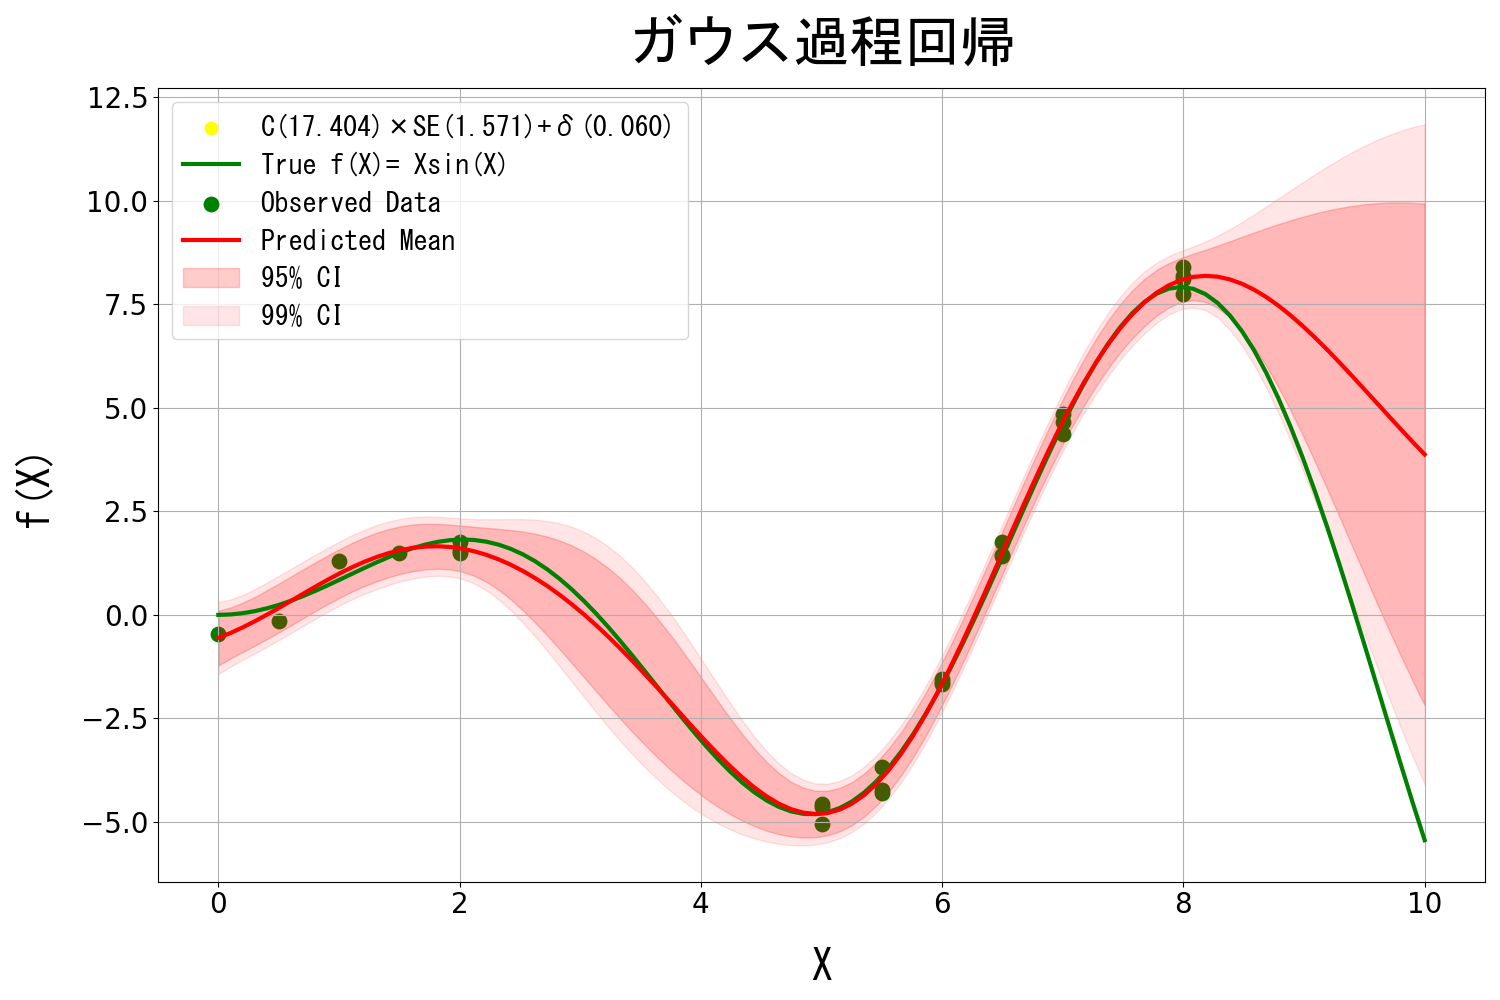 ガウス過程回帰
12.5
10.0
7.5
5.0
2.5
0.0
−2.5
−5.0
C(17.404)×SE(1.571)+δ(0.060)
True f(X)= Xsin(X)
Observed Data
Predicted Mean
95% CI
99% CI
f(X)
0 2 4 6 8 10
X